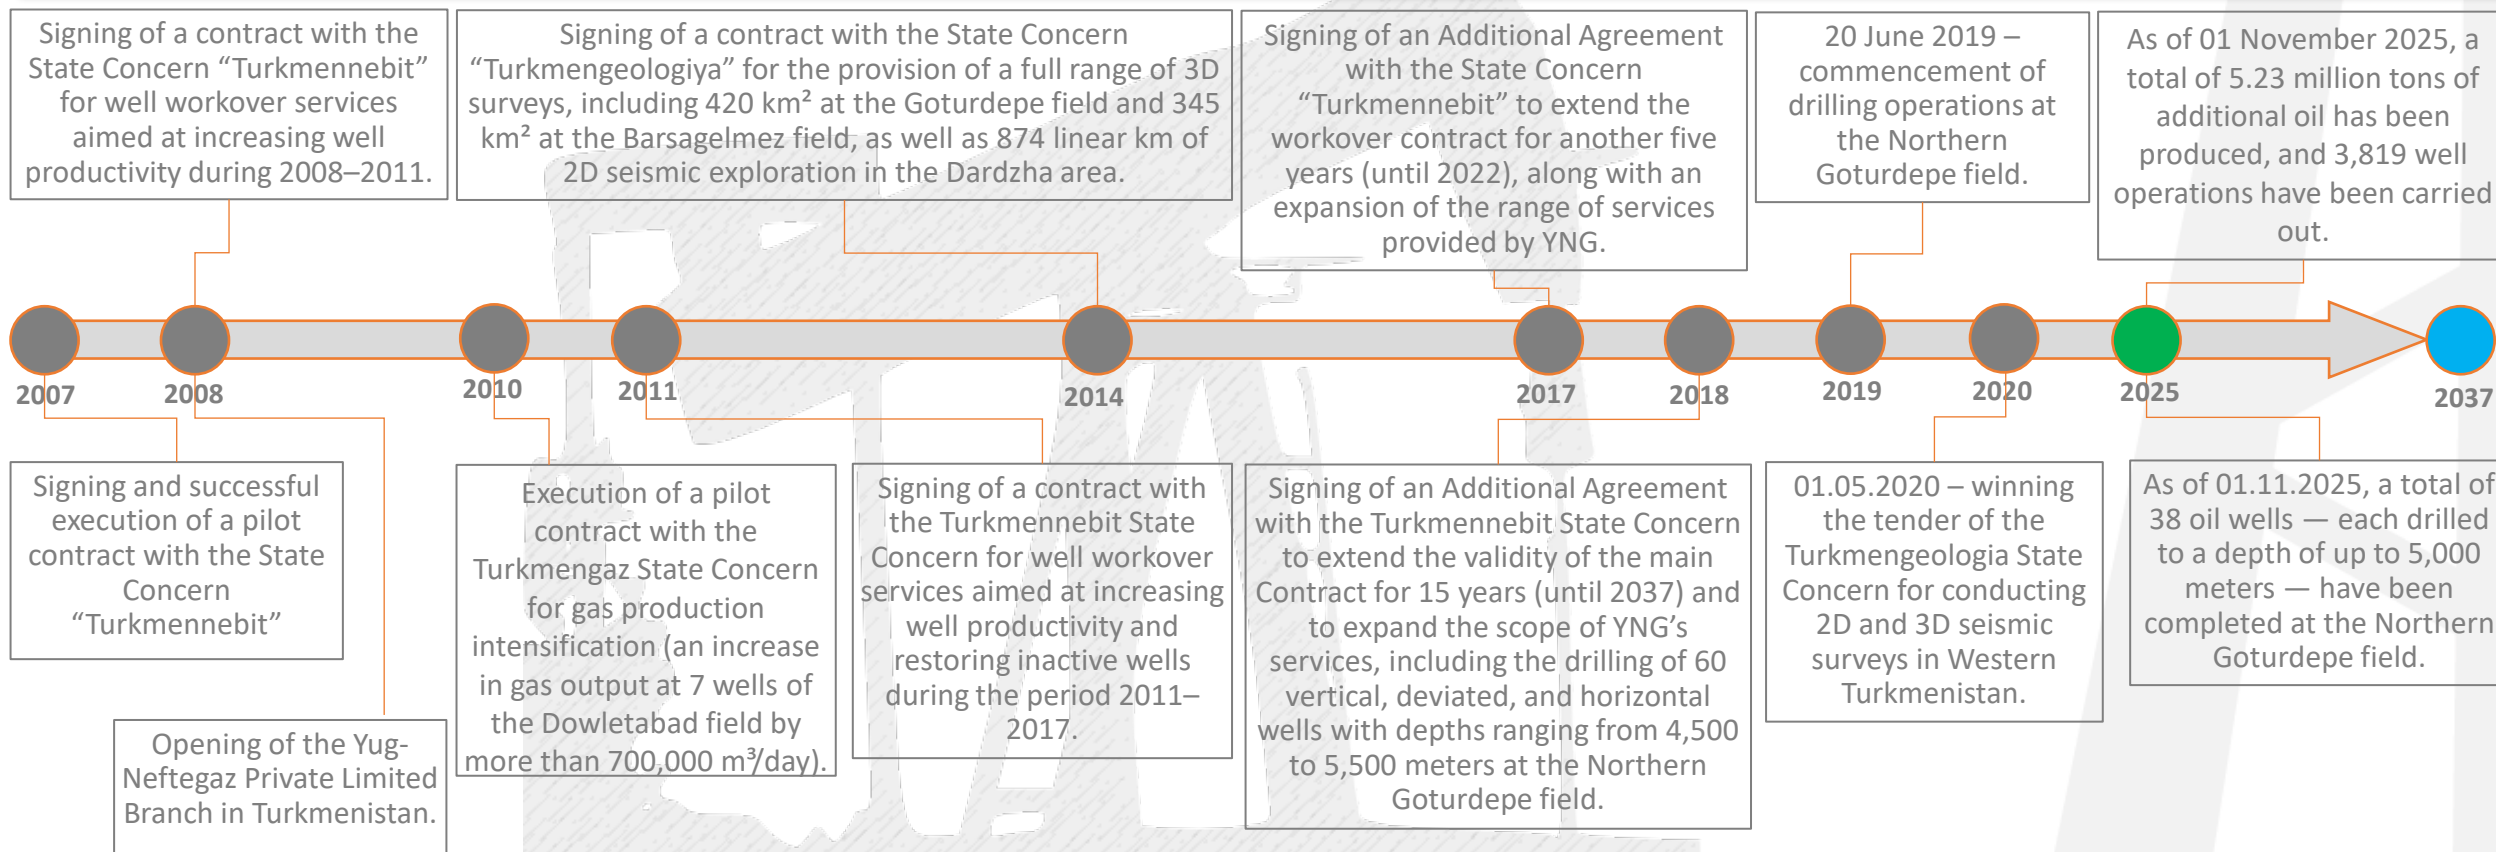 Signing of a contract with the
State Concern “Turkmennebit”
for well workover services
aimed at increasing well
productivity during 2008–2011.
Signing of a contract with the State Concern
“Turkmengeologiya” for the provision of a full range of 3D
surveys, including 420 km² at the Goturdepe field and 345
km² at the Barsagelmez field, as well as 874 linear km of
2D seismic exploration in the Dardzha area.
Signing of an Additional Agreement
with the State Concern
“Turkmennebit” to extend the
workover contract for another five
years (until 2022), along with an
expansion of the range of services
provided by YNG.
20 June 2019 –
commencement of
drilling operations at
the Northern
Goturdepe field.
As of 01 November 2025, a
total of 5.23 million tons of
additional oil has been
produced, and 3,819 well
operations have been carried
out.
2007
2008
2010
2011
2014
2017
2018
2019
2020
2025
2037
Signing and successful
execution of a pilot
contract with the State
Concern
“Turkmennebit”
Opening of the Yug-
Neftegaz Private Limited
Branch in Turkmenistan.
Execution of a pilot
contract with the
Turkmengaz State Concern
for gas production
intensification (an increase
in gas output at 7 wells of
the Dowletabad field by
more than 700,000 m³/day).
Signing of a contract with
the Turkmennebit State
Concern for well workover
services aimed at increasing
well productivity and
restoring inactive wells
during the period 2011–
2017.
Signing of an Additional Agreement
with the Turkmennebit State Concern
to extend the validity of the main
Contract for 15 years (until 2037) and
to expand the scope of YNG’s
services, including the drilling of 60
vertical, deviated, and horizontal
wells with depths ranging from 4,500
to 5,500 meters at the Northern
Goturdepe field.
01.05.2020 – winning
the tender of the
Turkmengeologia State
Concern for conducting
2D and 3D seismic
surveys in Western
Turkmenistan.
As of 01.11.2025, a total of
38 oil wells — each drilled
to a depth of up to 5,000
meters — have been
completed at the Northern
Goturdepe field.